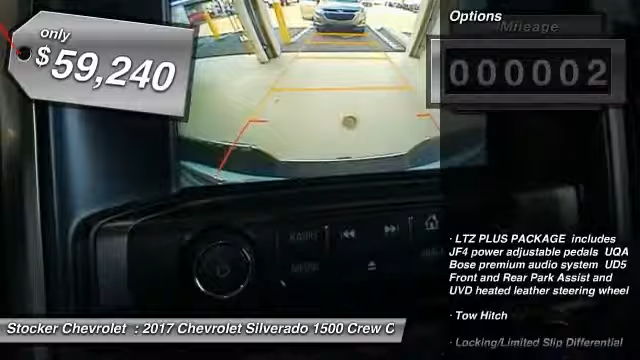 only
$59,240
Options
Mileage
000002
RADIO
· LTZ PLUS PACKAGE includes
JF4 power adjustable pedals UQA
Bose premium audio system UD5
Front and Rear Park Assist and
UVD heated leather steering wheel
· Tow Hitch
Stocker Chevrolet : 2017 Chevrolet Silverado 1500 Crew C
· Locking/Limited Slip Differential